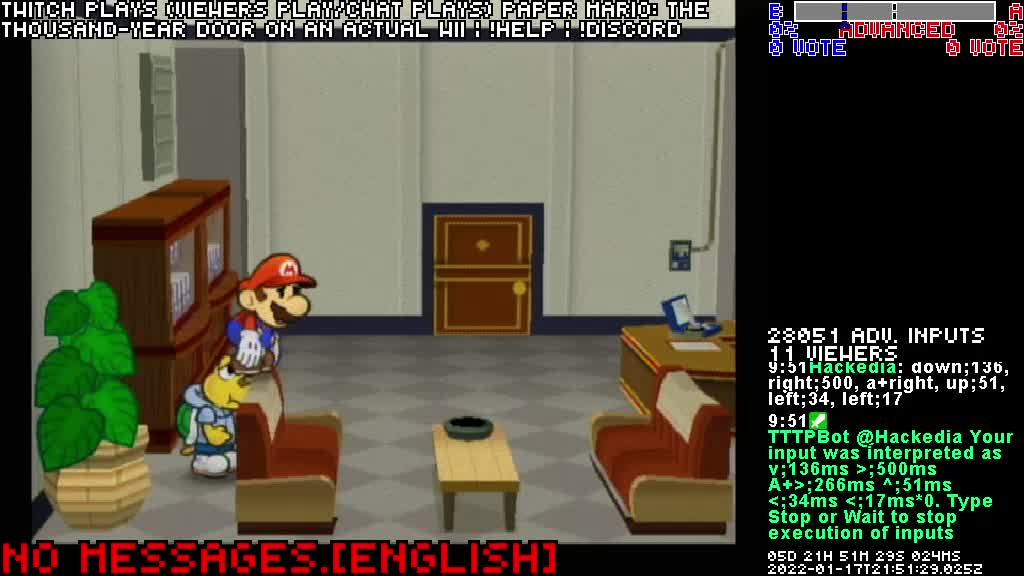 TWITCH PLAYS (VIEWERS PLAY/CHAT PLAYS) PAPER MARIO: THE
THOUSAND-YEAR DOOR ON AN ACTUAL WII ¦ !HELP ¦ !DISCORD
B A
0% ADVANCED 0%
0 VOTE 0 VOTE
M
28051 ADV. INPUTS
11 VIEWERS
9:51Hackedia: down;136,
right;500, a+right, up;51,
left;34, left;17
9:51
TTTPBot @Hackedia Your
input was interpreted as
v;136ms >;500ms
A+>;266ms ^;51ms
<;34ms <;17ms*0. Type
Stop or Wait to stop
execution of inputs
05D 21H 51M 29S 024MS
2022-01-17T21:51:29.025Z
NO MESSAGES.[ENGLISH]